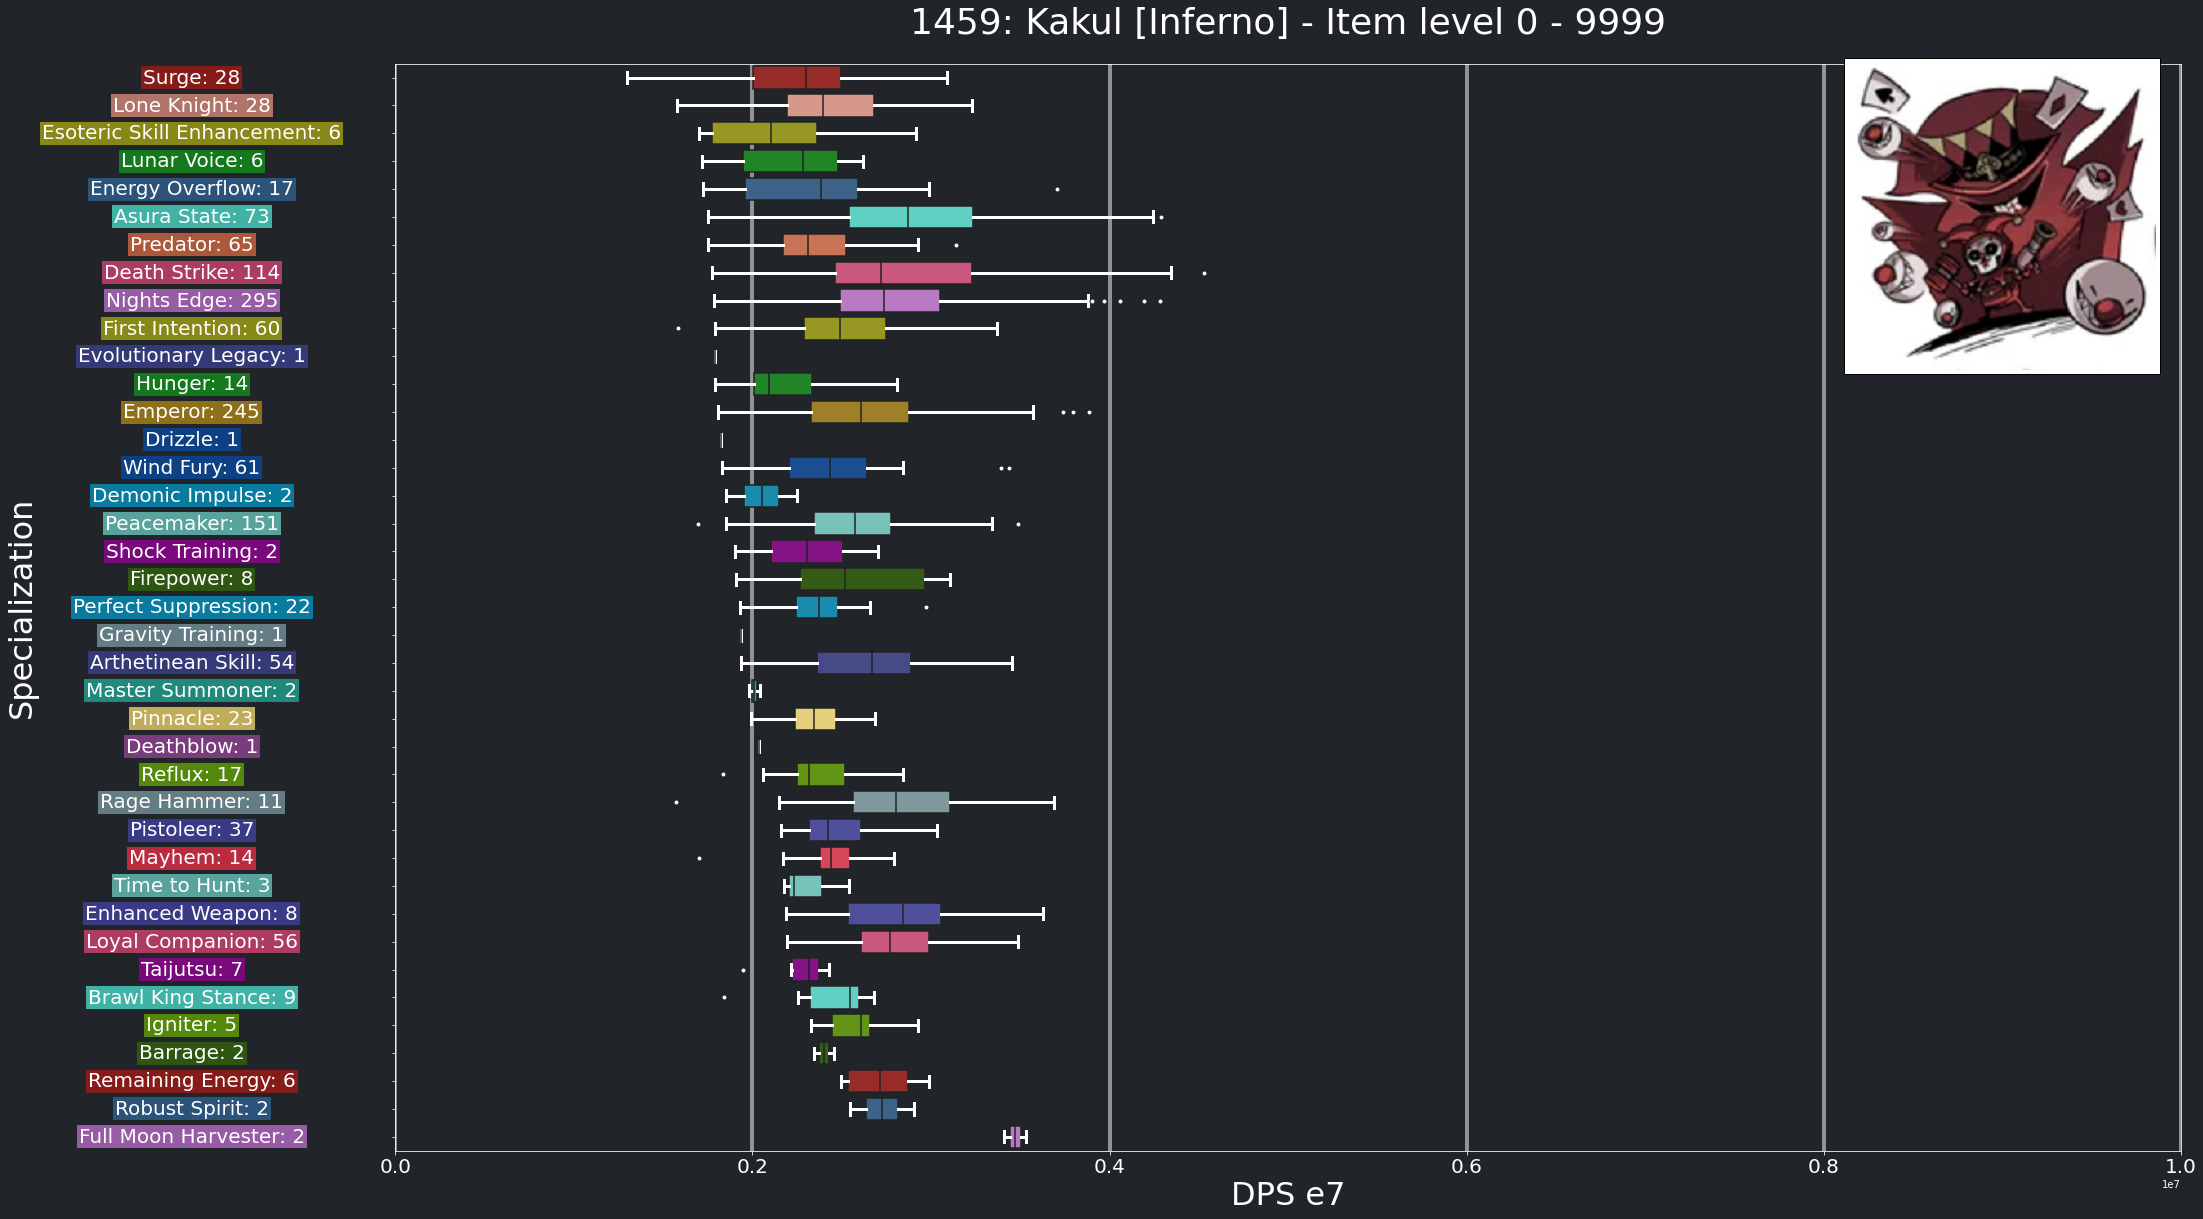 1459: Kakul [Inferno] - Item level 0 - 9999
Specialization
Surge: 28
Lone Knight: 28
Esoteric Skill Enhancement: 6
Lunar Voice: 6
Energy Overflow: 17
Asura State: 73
Predator: 65
Death Strike: 114
Nights Edge: 295
First Intention: 60
Evolutionary Legacy: 1
Hunger: 14
Emperor: 245
Drizzle: 1
Wind Fury: 61
Demonic Impulse: 2
Peacemaker: 151
Shock Training: 2
Firepower: 8
Perfect Suppression: 22
Gravity Training: 1
Arthetinean Skill: 54
Master Summoner: 2
Pinnacle: 23
Deathblow: 1
Reflux: 17
Rage Hammer: 11
Pistoleer: 37
Mayhem: 14
Time to Hunt: 3
Enhanced Weapon: 8
Loyal Companion: 56
Taijutsu: 7
Brawl King Stance: 9
Igniter: 5
Barrage: 2
Remaining Energy: 6
Robust Spirit: 2
Full Moon Harvester: 2
0.0 0.2 0.4 0.6 0.8 1.0
1e7
DPS e7